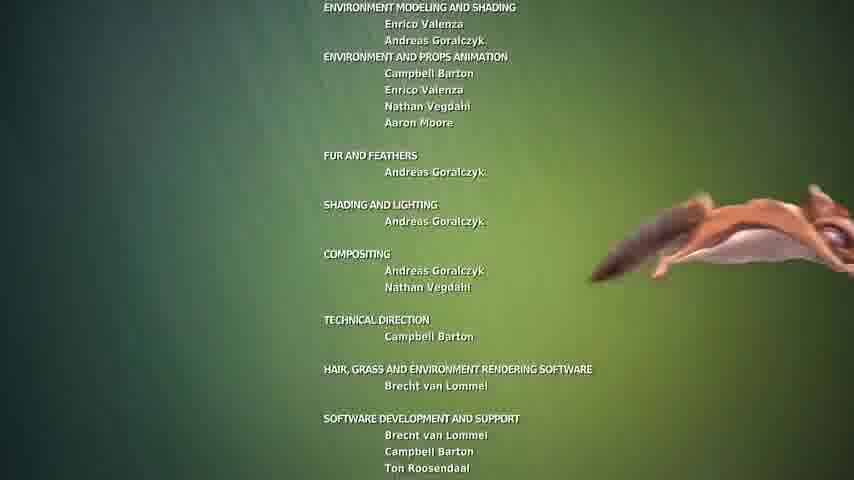 ENVIRONMENT MODELING AND SHADING
Enrico Valenza
Andreas Goralczyk
ENVIRONMENT AND PROPS ANIMATION
Campbell Barton
Enrico Valenza
Nathan Vegdahl
Aaron Moore
FUR AND FEATHERS
Andreas Goralczyk
SHADING AND LIGHTING
Andreas Goralczyk
COMPOSITING
Andreas Goralczyk
Nathan Vegdahl
TECHNICAL DIRECTION
Campbell Barton
HAIR, GRASS AND ENVIRONMENT RENDERING SOFTWARE
Brecht van Lommel
SOFTWARE DEVELOPMENT AND SUPPORT
Brecht van Lommel
Campbell Barton
Ton Roosendaal